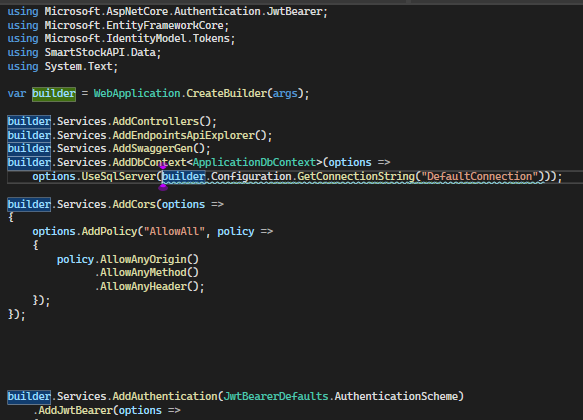 using Microsoft.AspNetCore.Authentication.JwtBearer;
using Microsoft.EntityFrameworkCore;
using Microsoft.IdentityModel.Tokens;
using SmartStockAPI.Data;
using System.Text;
var builder = WebApplication.CreateBuilder(args);
builder.Services.AddControllers();
builder.Services.AddEndpointsApiExplorer();
builder.Services.AddSwaggerGen();
builder.Services.AddDbContext<ApplicationDbContext>(options =>
options.UseSqlServer(builder.Configuration.GetConnectionString("DefaultConnection")));
builder.Services.AddCors(options =>
{
options.AddPolicy("AllowAll", policy =>
{
policy.AllowAnyOrigin()
.AllowAnyMethod()
.AllowAnyHeader();
});
});
builder.Services.AddAuthentication(JwtBearerDefaults.AuthenticationScheme)
.AddJwtBearer(options =>